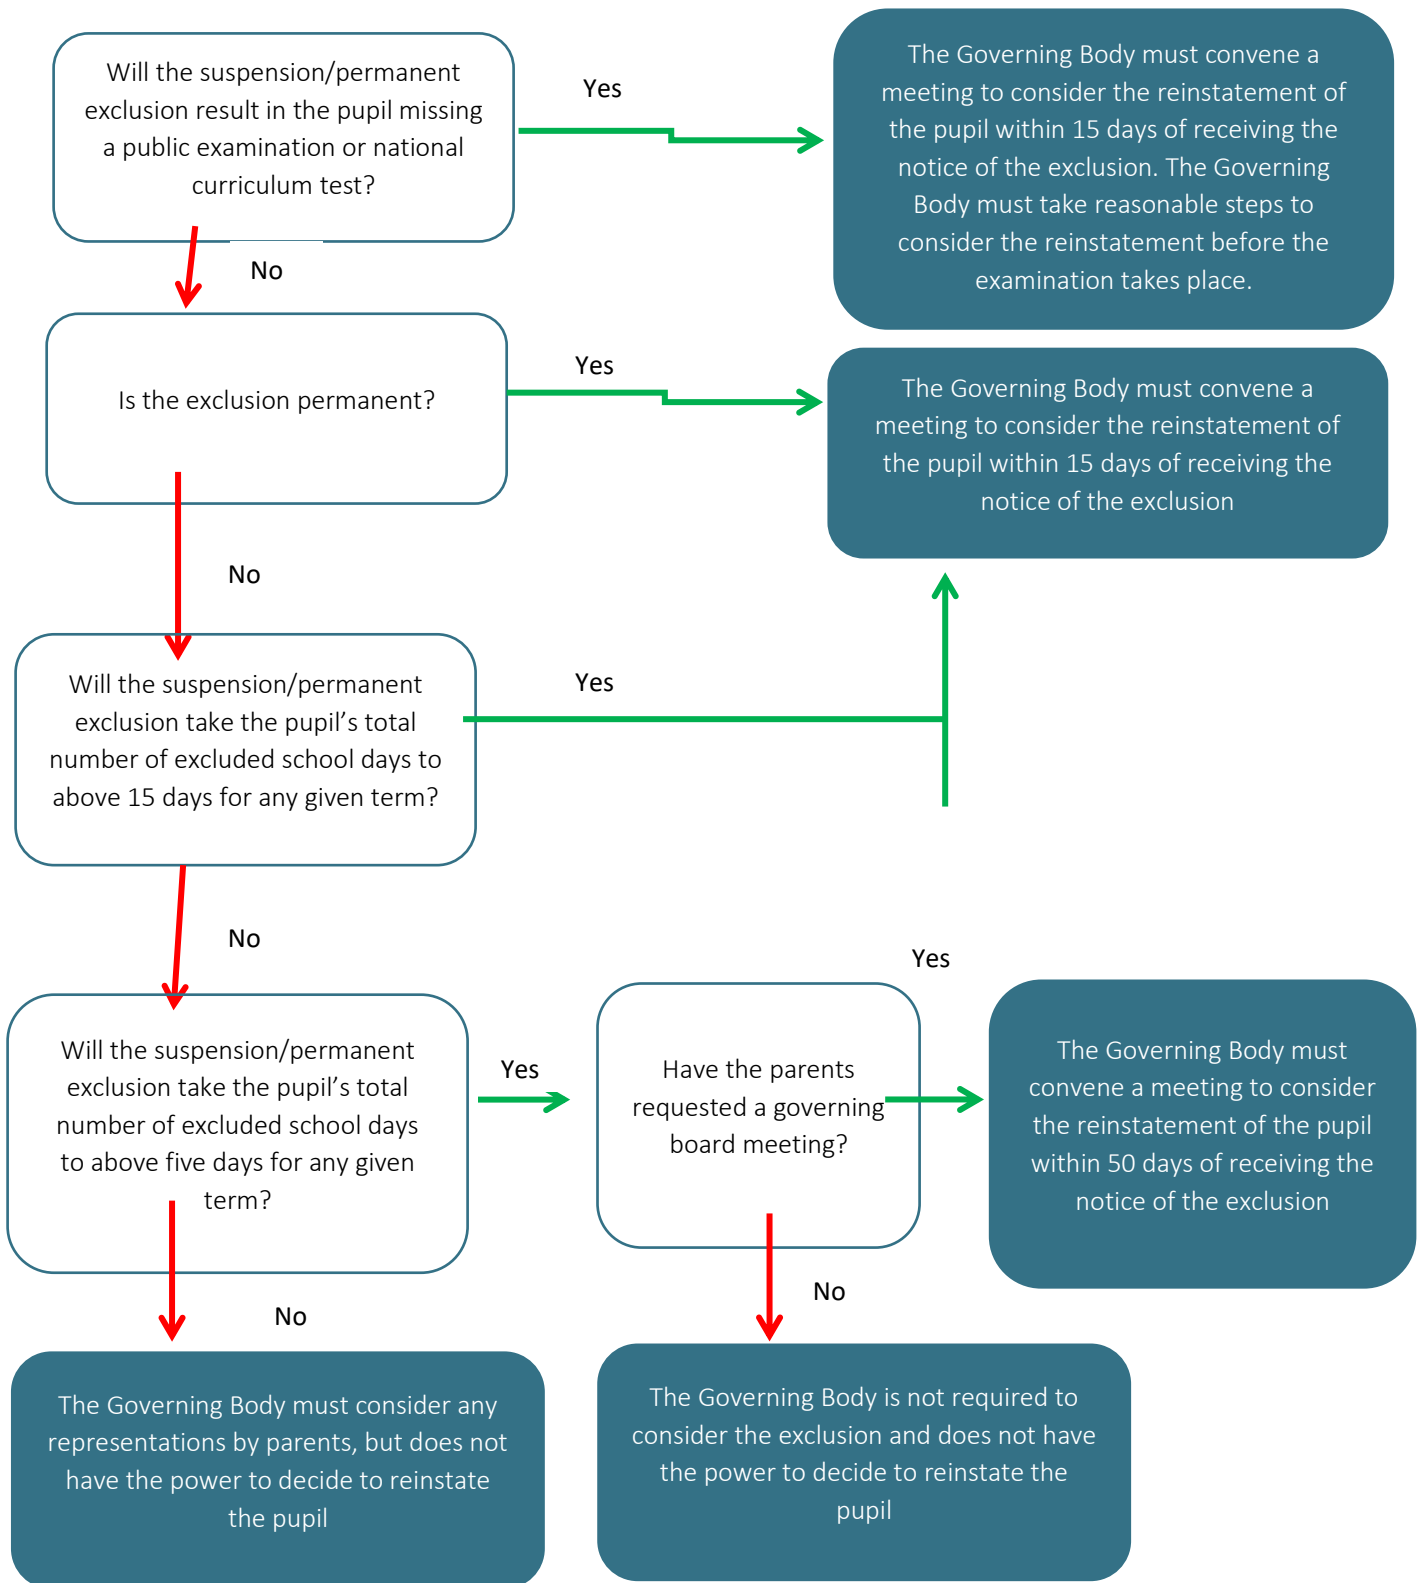 Will the suspension/permanent
exclusion result in the pupil missing
a public examination or national
curriculum test?
Yes
The Governing Body must convene a
meeting to consider the reinstatement of
the pupil within 15 days of receiving the
notice of the exclusion. The Governing
Body must take reasonable steps to
consider the reinstatement before the
examination takes place.
No
Is the exclusion permanent?
Yes
The Governing Body must convene a
meeting to consider the reinstatement of
the pupil within 15 days of receiving the
notice of the exclusion
No
Will the suspension/permanent
exclusion take the pupil’s total
number of excluded school days to
above 15 days for any given term?
Yes
No
Will the suspension/permanent
exclusion take the pupil’s total
number of excluded school days
to above five days for any given
term?
Yes
Have the parents
requested a governing
board meeting?
Yes
The Governing Body must
convene a meeting to consider
the reinstatement of the pupil
within 50 days of receiving the
notice of the exclusion
No
The Governing Body must consider any
representations by parents, but does not
have the power to decide to reinstate
the pupil
No
The Governing Body is not required to
consider the exclusion and does not have
the power to decide to reinstate the
pupil